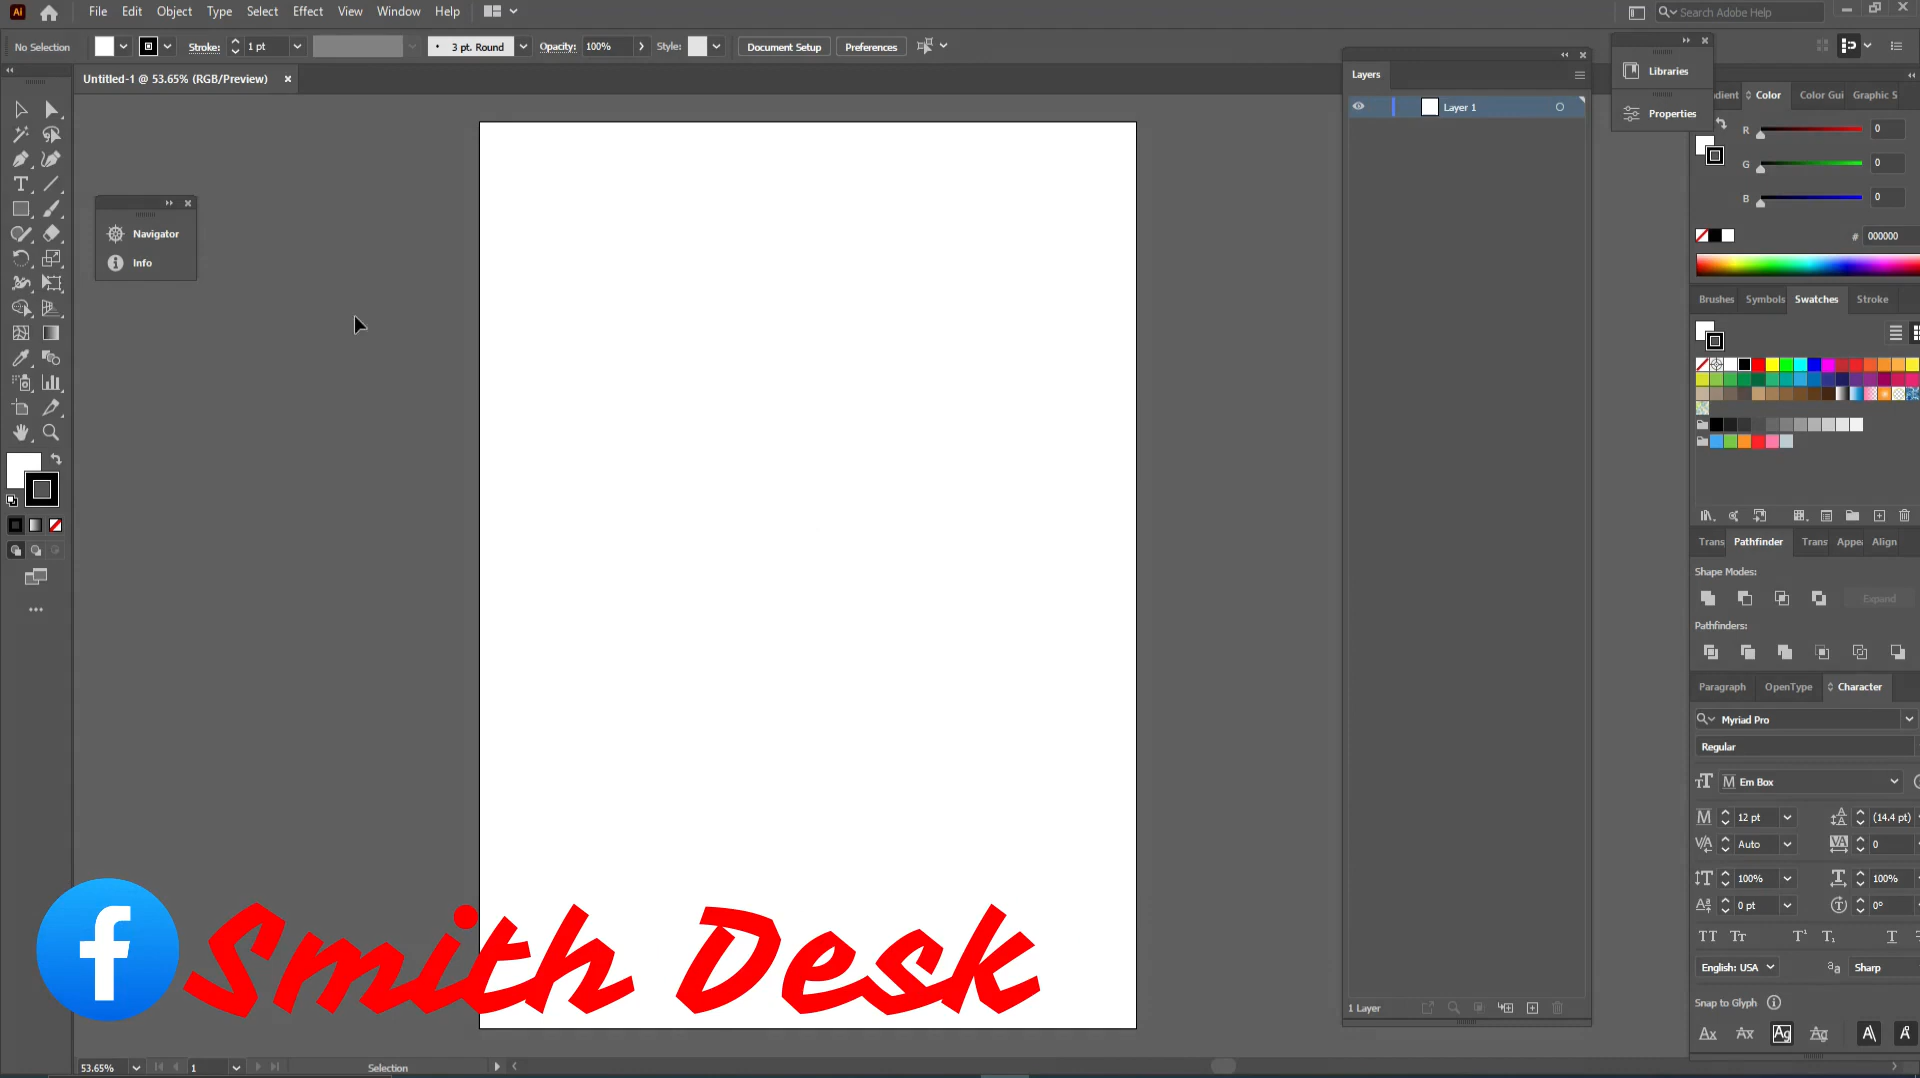 Ai File Edit Object Type Select Effect View Window Help Search Adobe Help
No Selection Stroke: 1 pt 3 pt. Round Opacity: 100% Style: Document Setup Preferences
Untitled-1 @ 53.65% (RGB/Preview)
Navigator
Info
Layers
Layer 1
1 Layer
Libraries
Properties
dient Color Color Gui Graphic S
R 0
G 0
B 0
# 000000
Brushes Symbols Swatches Stroke
Trans Pathfinder Trans Appea Align
Shape Modes:
Expand
Pathfinders:
Paragraph OpenType Character
Myriad Pro
Regular
Em Box
12 pt (14.4 pt)
Auto 0
100% 100%
0 pt 0°
English: USA Sharp
Snap to Glyph
f Smith Desk
53.65% 1 Selection